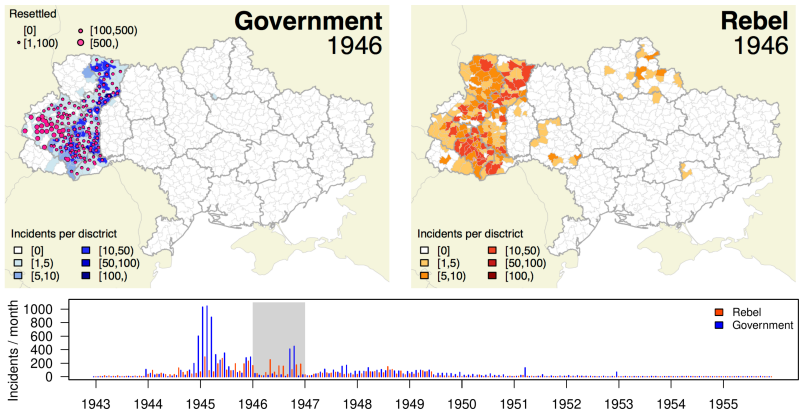 Resettled
[0] [100,500)
[1,100) [500,)
Government
1946
Incidents per disctrict
[0] [10,50)
[1,5) [50,100)
[5,10) [100,)
Rebel
1946
Incidents per disctrict
[0] [10,50)
[1,5) [50,100)
[5,10) [100,)
Incidents / month
1000
800
600
400
200
0
Rebel
Government
1943 1944 1945 1946 1947 1948 1949 1950 1951 1952 1953 1954 1955